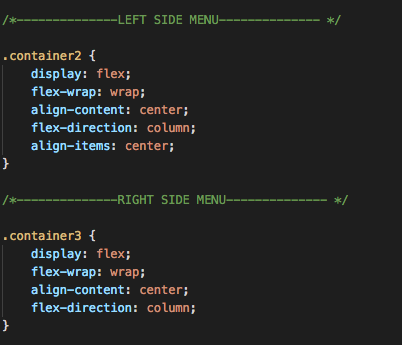 /*--------------LEFT SIDE MENU-------------- */
.container2 {
display: flex;
flex-wrap: wrap;
align-content: center;
flex-direction: column;
align-items: center;
}
/*--------------RIGHT SIDE MENU-------------- */
.container3 {
display: flex;
flex-wrap: wrap;
align-content: center;
flex-direction: column;
}